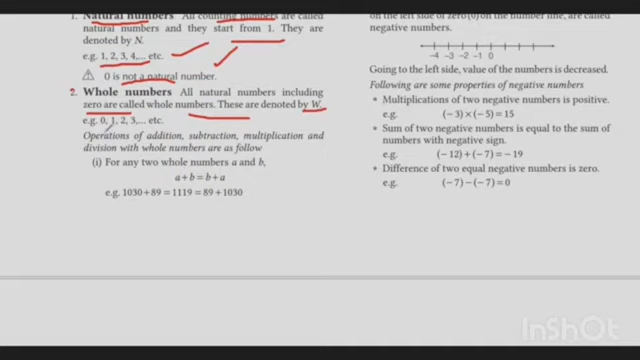 1. Natural numbers All counting numbers are called
natural numbers and they start from 1. They are
denoted by N.
e.g. 1, 2, 3, 4,... etc.
0 is not a natural number.
2. Whole numbers All natural numbers including
zero are called whole numbers. These are denoted by W.
e.g. 0, 1, 2, 3,... etc.
Operations of addition, subtraction, multiplication and
division with whole numbers are as follow
(i) For any two whole numbers a and b,
a + b = b + a
e.g. 1030 + 89 = 1119 = 89 + 1030
on the left side of zero (0) on the number line, are called
negative numbers.
–4 –3 –2 –1 0
Going to the left side, value of the numbers is decreased.
Following are some properties of negative numbers
• Multiplications of two negative numbers is positive.
e.g. (–3) × (–5) = 15
• Sum of two negative numbers is equal to the sum of
numbers with negative sign.
e.g. (–12) + (–7) = –19
• Difference of two equal negative numbers is zero.
e.g. (–7) – (–7) = 0
InShOt